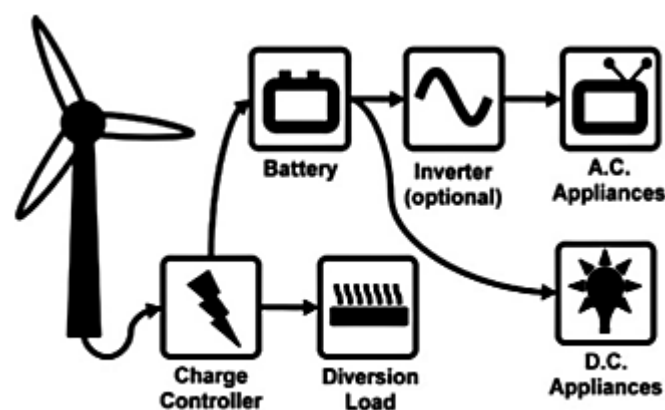 Battery
Inverter
(optional)
A.C.
Appliances
Charge
Controller
Diversion
Load
D.C.
Appliances